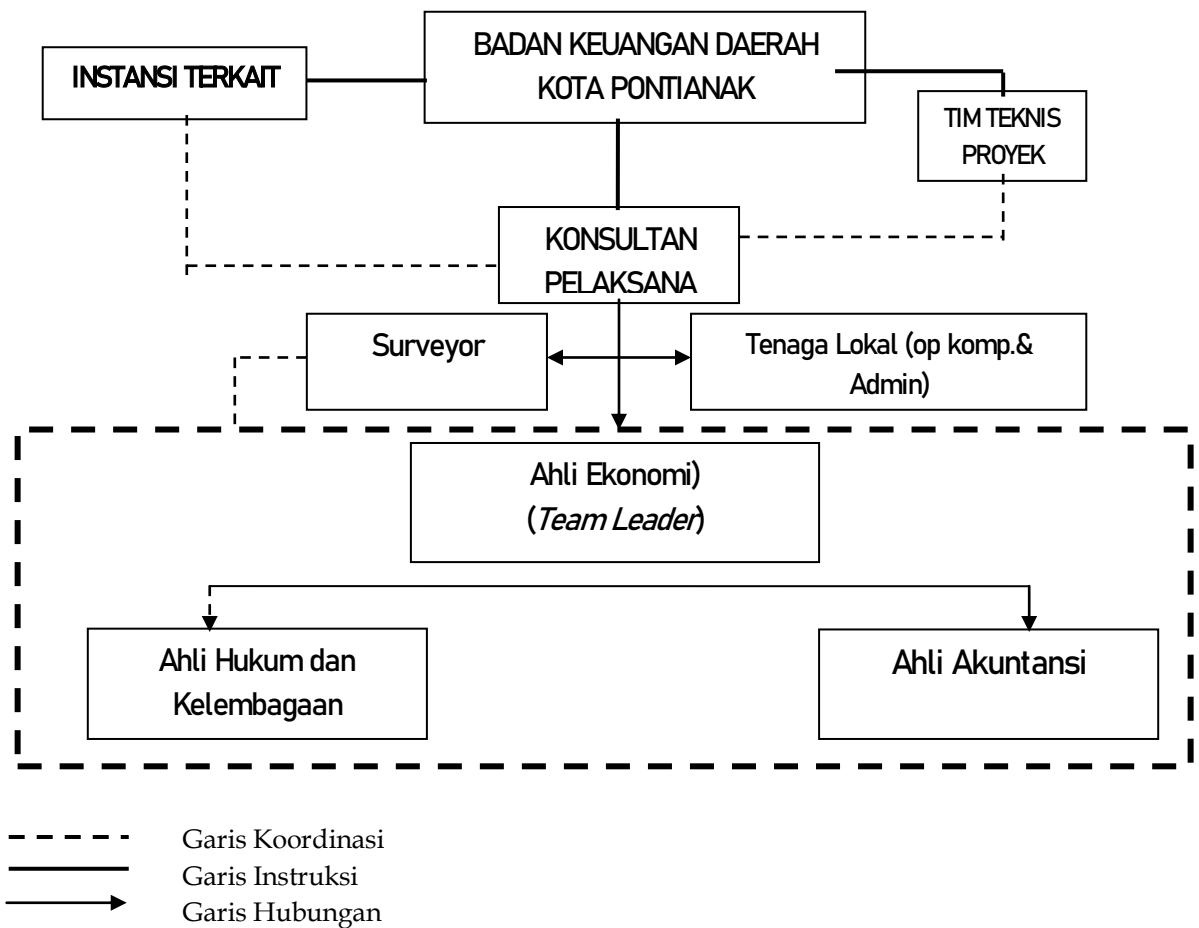 BADAN KEUANGAN DAERAH
KOTA PONTIANAK
INSTANSI TERKAIT
TIM TEKNIS
PROYEK
KONSULTAN
PELAKSANA
Surveyor
Tenaga Lokal (op komp.&
Admin)
Ahli Ekonomi)
(Team Leader)
Ahli Hukum dan
Kelembagaan
Ahli Akuntansi
Garis Koordinasi
Garis Instruksi
Garis Hubungan